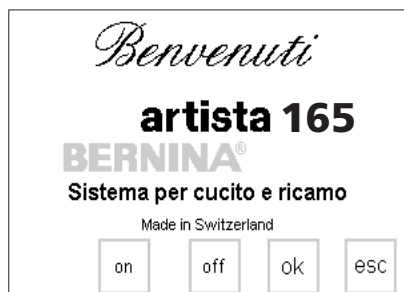 Benvenuti
artista 165
BERNINA®
Sistema per cucito e ricamo
Made in Switzerland
on off ok esc